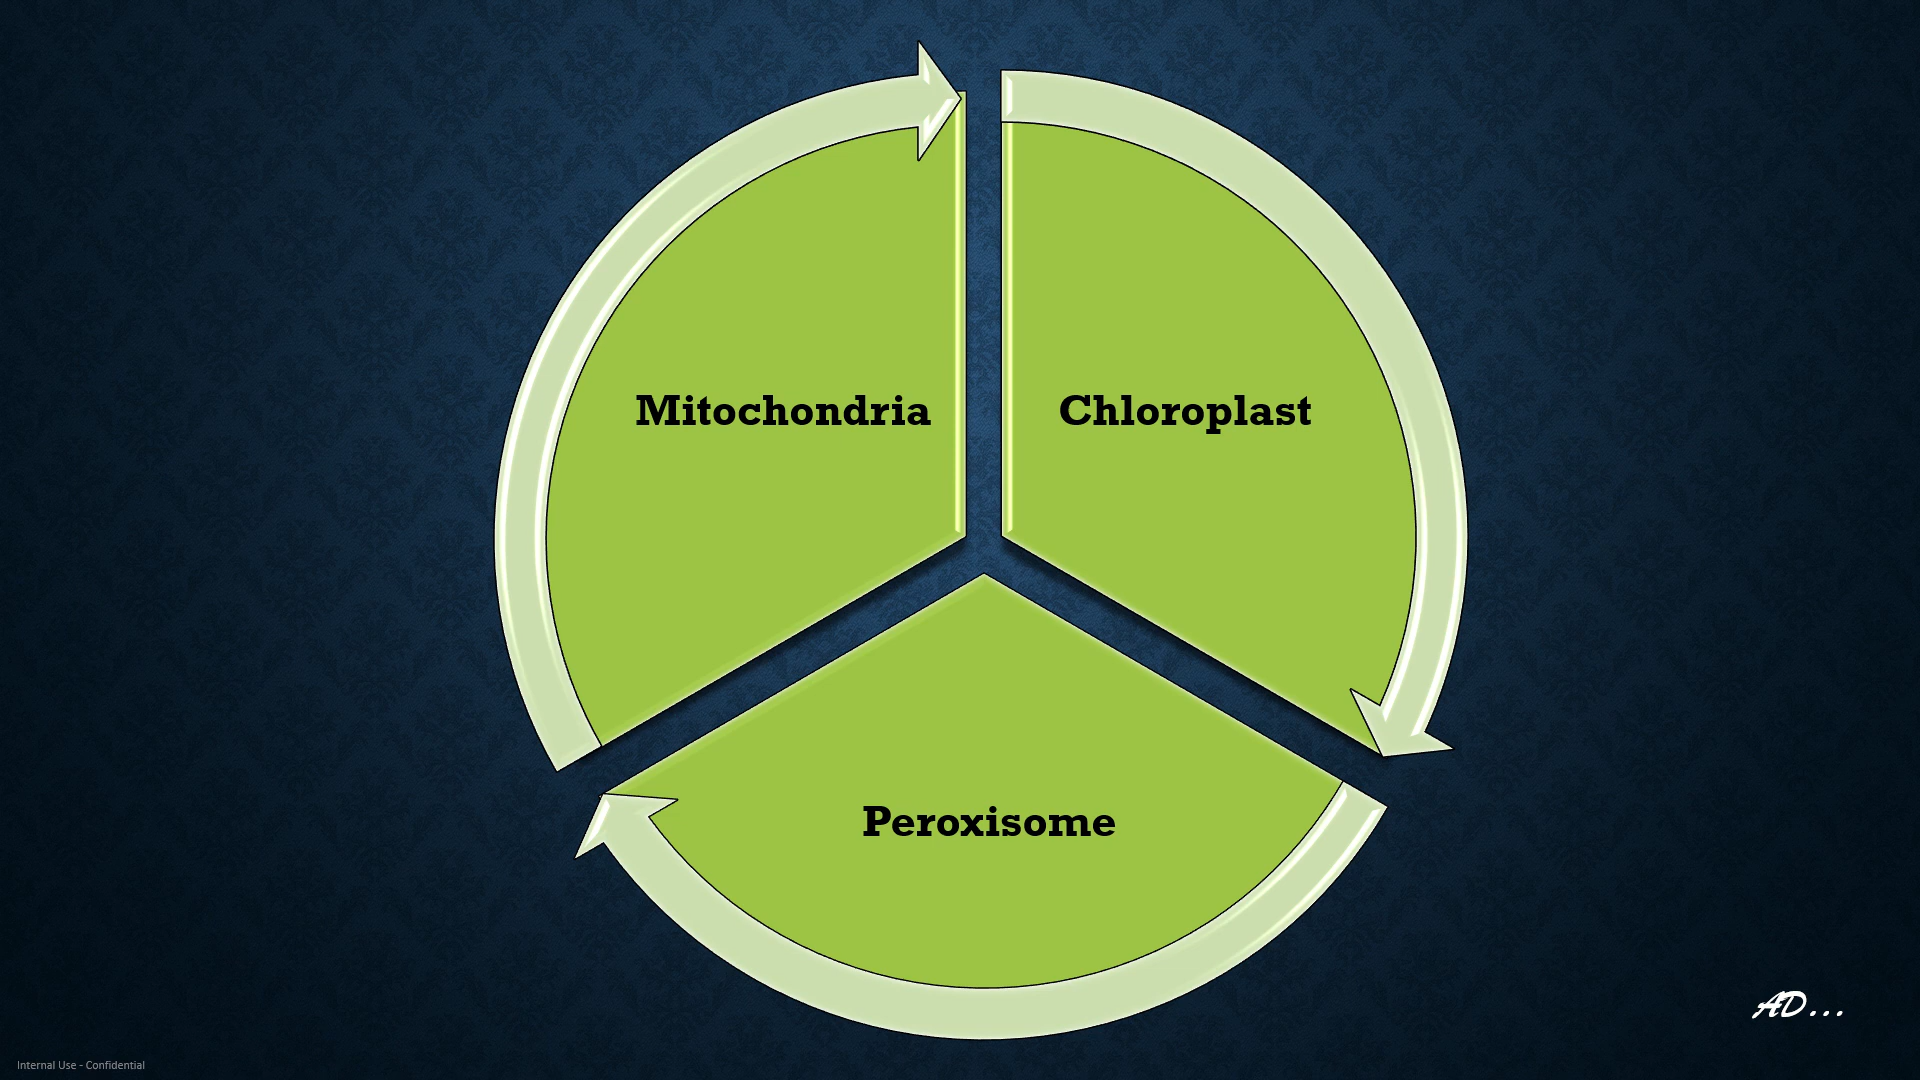 Mitochondria
Chloroplast
Peroxisome
AD...
Internal Use - Confidential